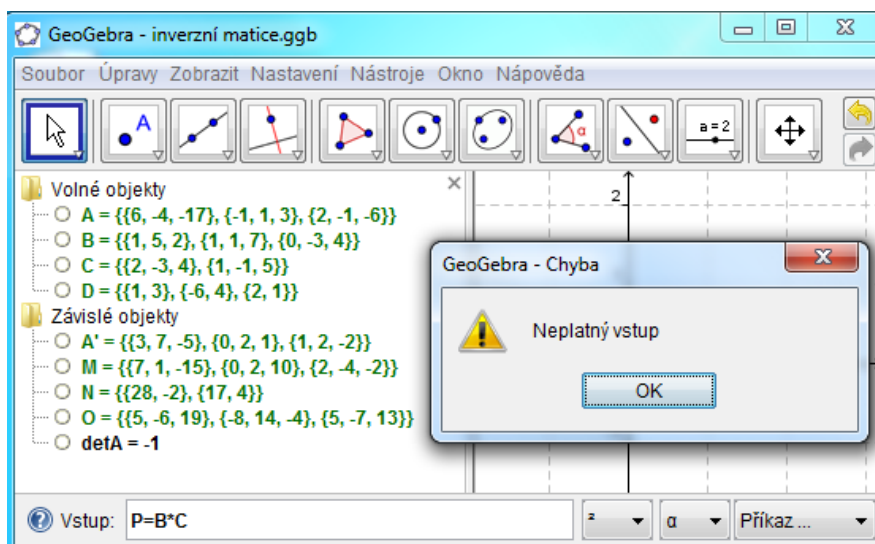 GeoGebra - inverzní matice.ggb
Soubor Úpravy Zobrazit Nastavení Nástroje Okno Nápověda
A
α
a = 2
Volné objekty
A = {{6, -4, -17}, {-1, 1, 3}, {2, -1, -6}}
B = {{1, 5, 2}, {1, 1, 7}, {0, -3, 4}}
C = {{2, -3, 4}, {1, -1, 5}}
D = {{1, 3}, {-6, 4}, {2, 1}}
Závislé objekty
A' = {{3, 7, -5}, {0, 2, 1}, {1, 2, -2}}
M = {{7, 1, -15}, {0, 2, 10}, {2, -4, -2}}
N = {{28, -2}, {17, 4}}
O = {{5, -6, 19}, {-8, 14, -4}, {5, -7, 13}}
detA = -1
2
GeoGebra - Chyba
Neplatný vstup
OK
Vstup: P=B*C
² α Příkaz ...